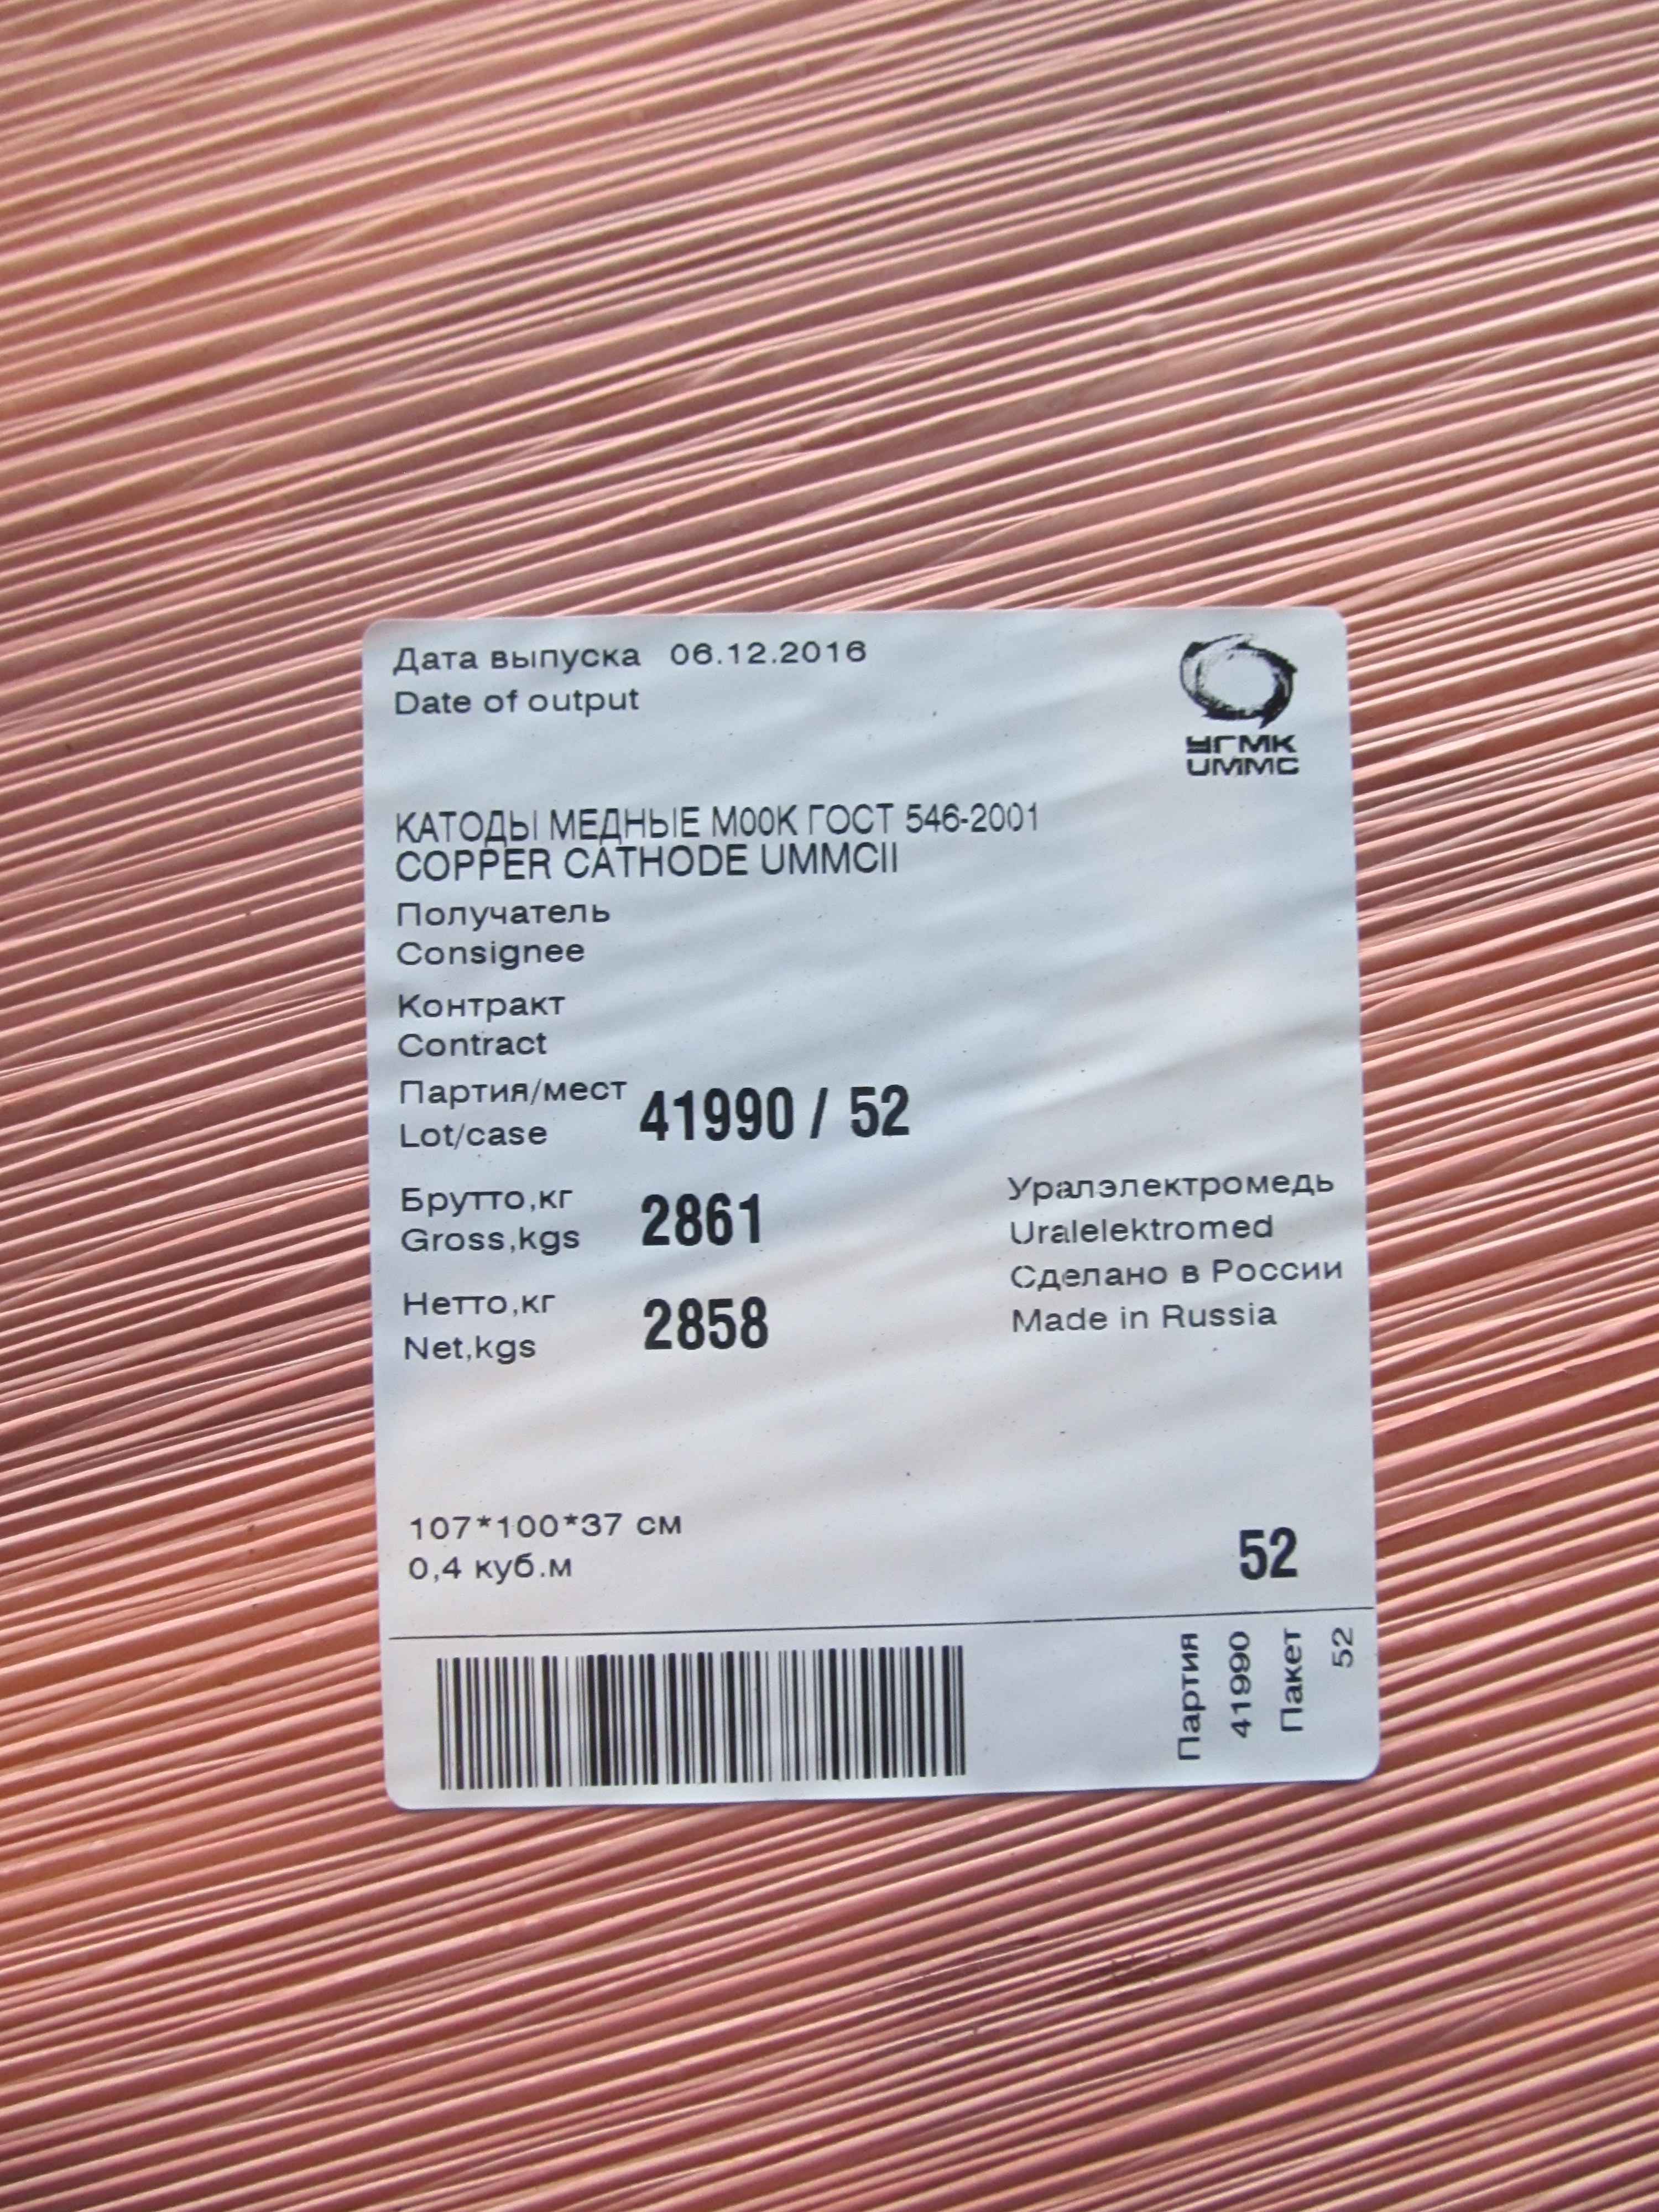 Дата выпуска 06.12.2016
Date of output
УГМК
UMMC
КАТОДЫ МЕДНЫЕ М00К ГОСТ 546-2001
COPPER CATHODE UMMCII
Получатель
Consignee
Контракт
Contract
Партия/мест 41990 / 52
Lot/case
Брутто,кг 2861
Gross,kgs
Нетто,кг 2858
Net,kgs
Уралэлектромедь
Uralelektromed
Сделано в России
Made in Russia
107*100*37 см
0,4 куб.м
52
Партия
41990
Пакет
52